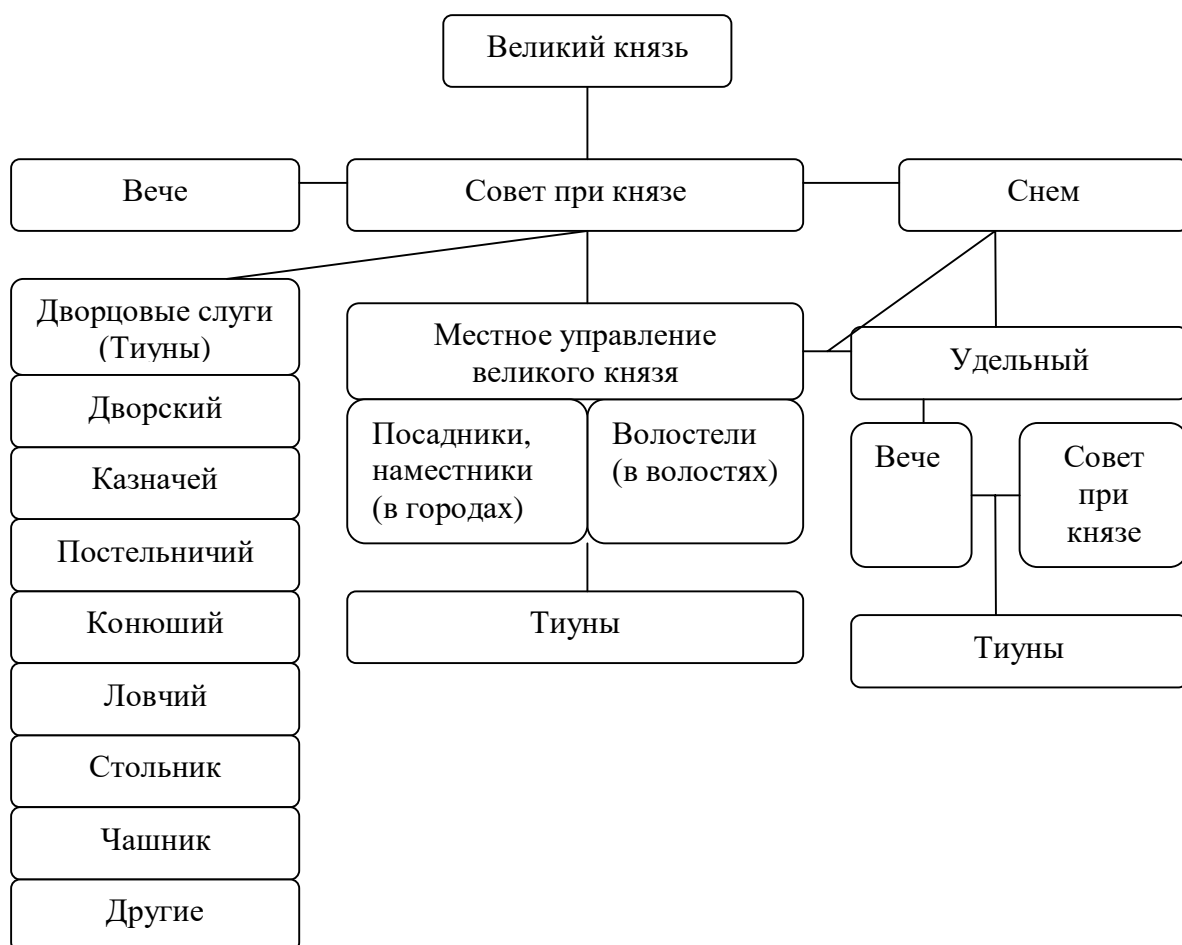 Великий князь
Вече
Совет при князе
Снем
Дворцовые слуги
(Тиуны)
Дворский
Казначей
Постельничий
Конюший
Ловчий
Стольник
Чашник
Другие
Местное управление
великого князя
Посадники,
наместники
(в городах)
Волостели
(в волостях)
Тиуны
Удельный
Вече
Совет
при
князе
Тиуны